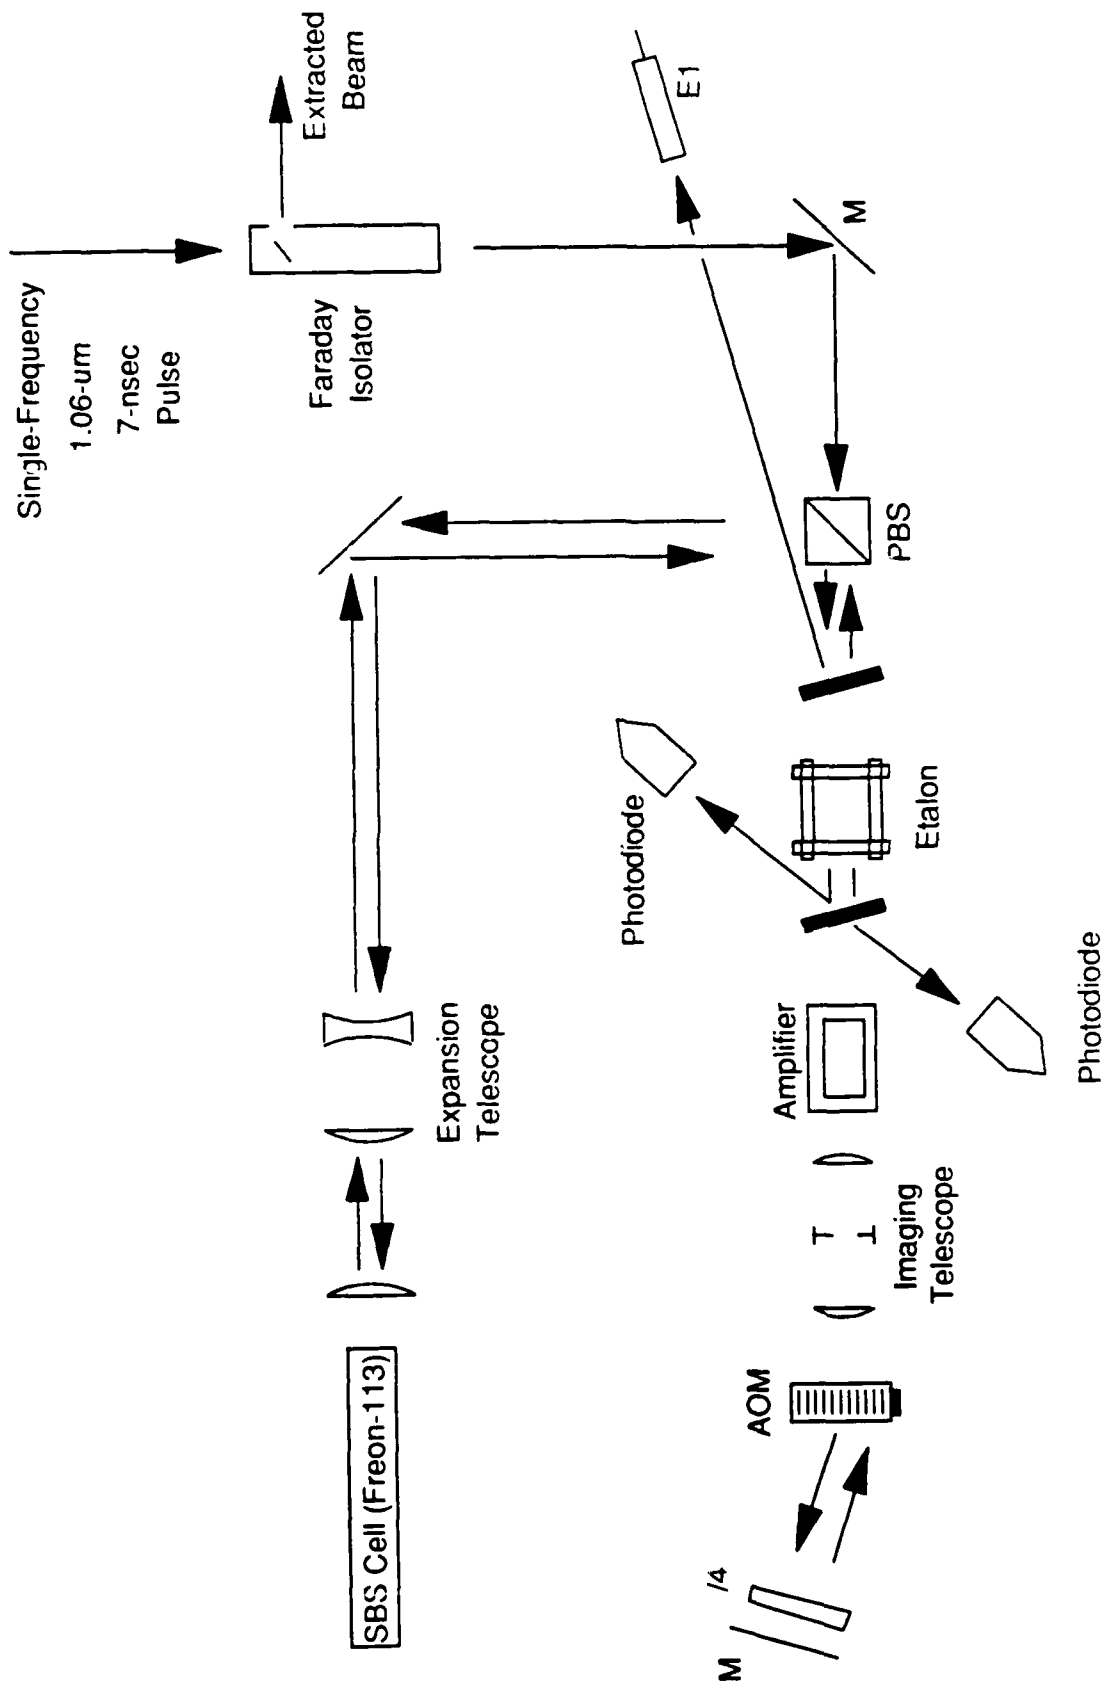 Single-Frequency
1.06-um
7-nsec
Pulse
Extracted
Beam
Faraday
Isolator
E1
M
PBS
Photodiode
Etalon
Expansion
Telescope
Amplifier
Photodiode
Imaging
Telescope
SBS Cell (Freon-113)
AOM
/4
M